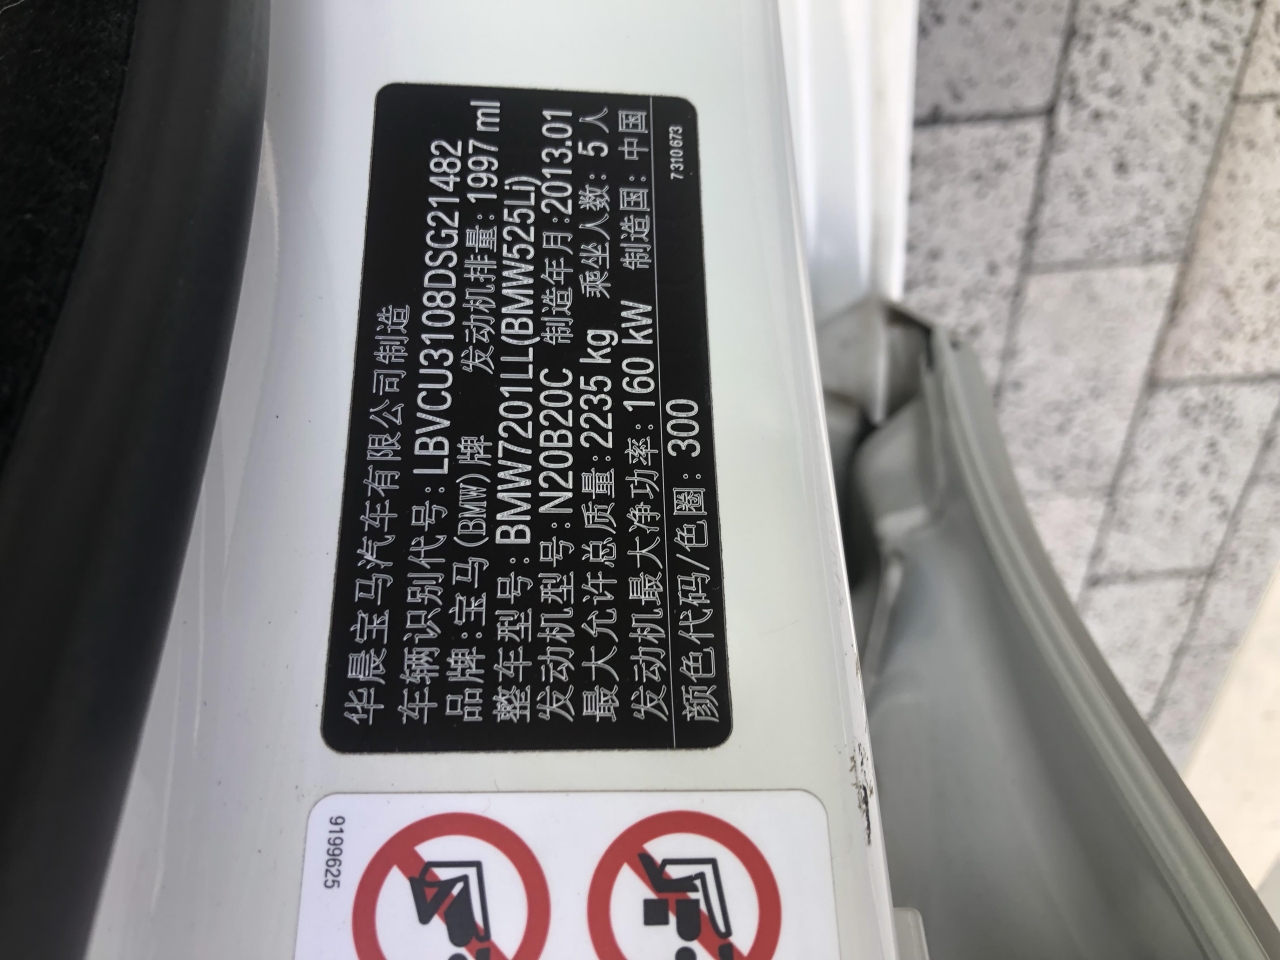 华晨宝马汽车有限公司制造
车辆识别代号: LBVCU3108DSG21482
品牌:宝马(BMW)牌 发动机排量: 1997 ml
整车型号: BMW7201LL(BMW525Li)
发动机型号:N20B20C 制造年月:2013.01
最大允许总质量:2235 kg 乘坐人数: 5 人
发动机最大净功率:160 kW 制造国: 中国
颜色代码/色圈: 300
7 310 673
9199625